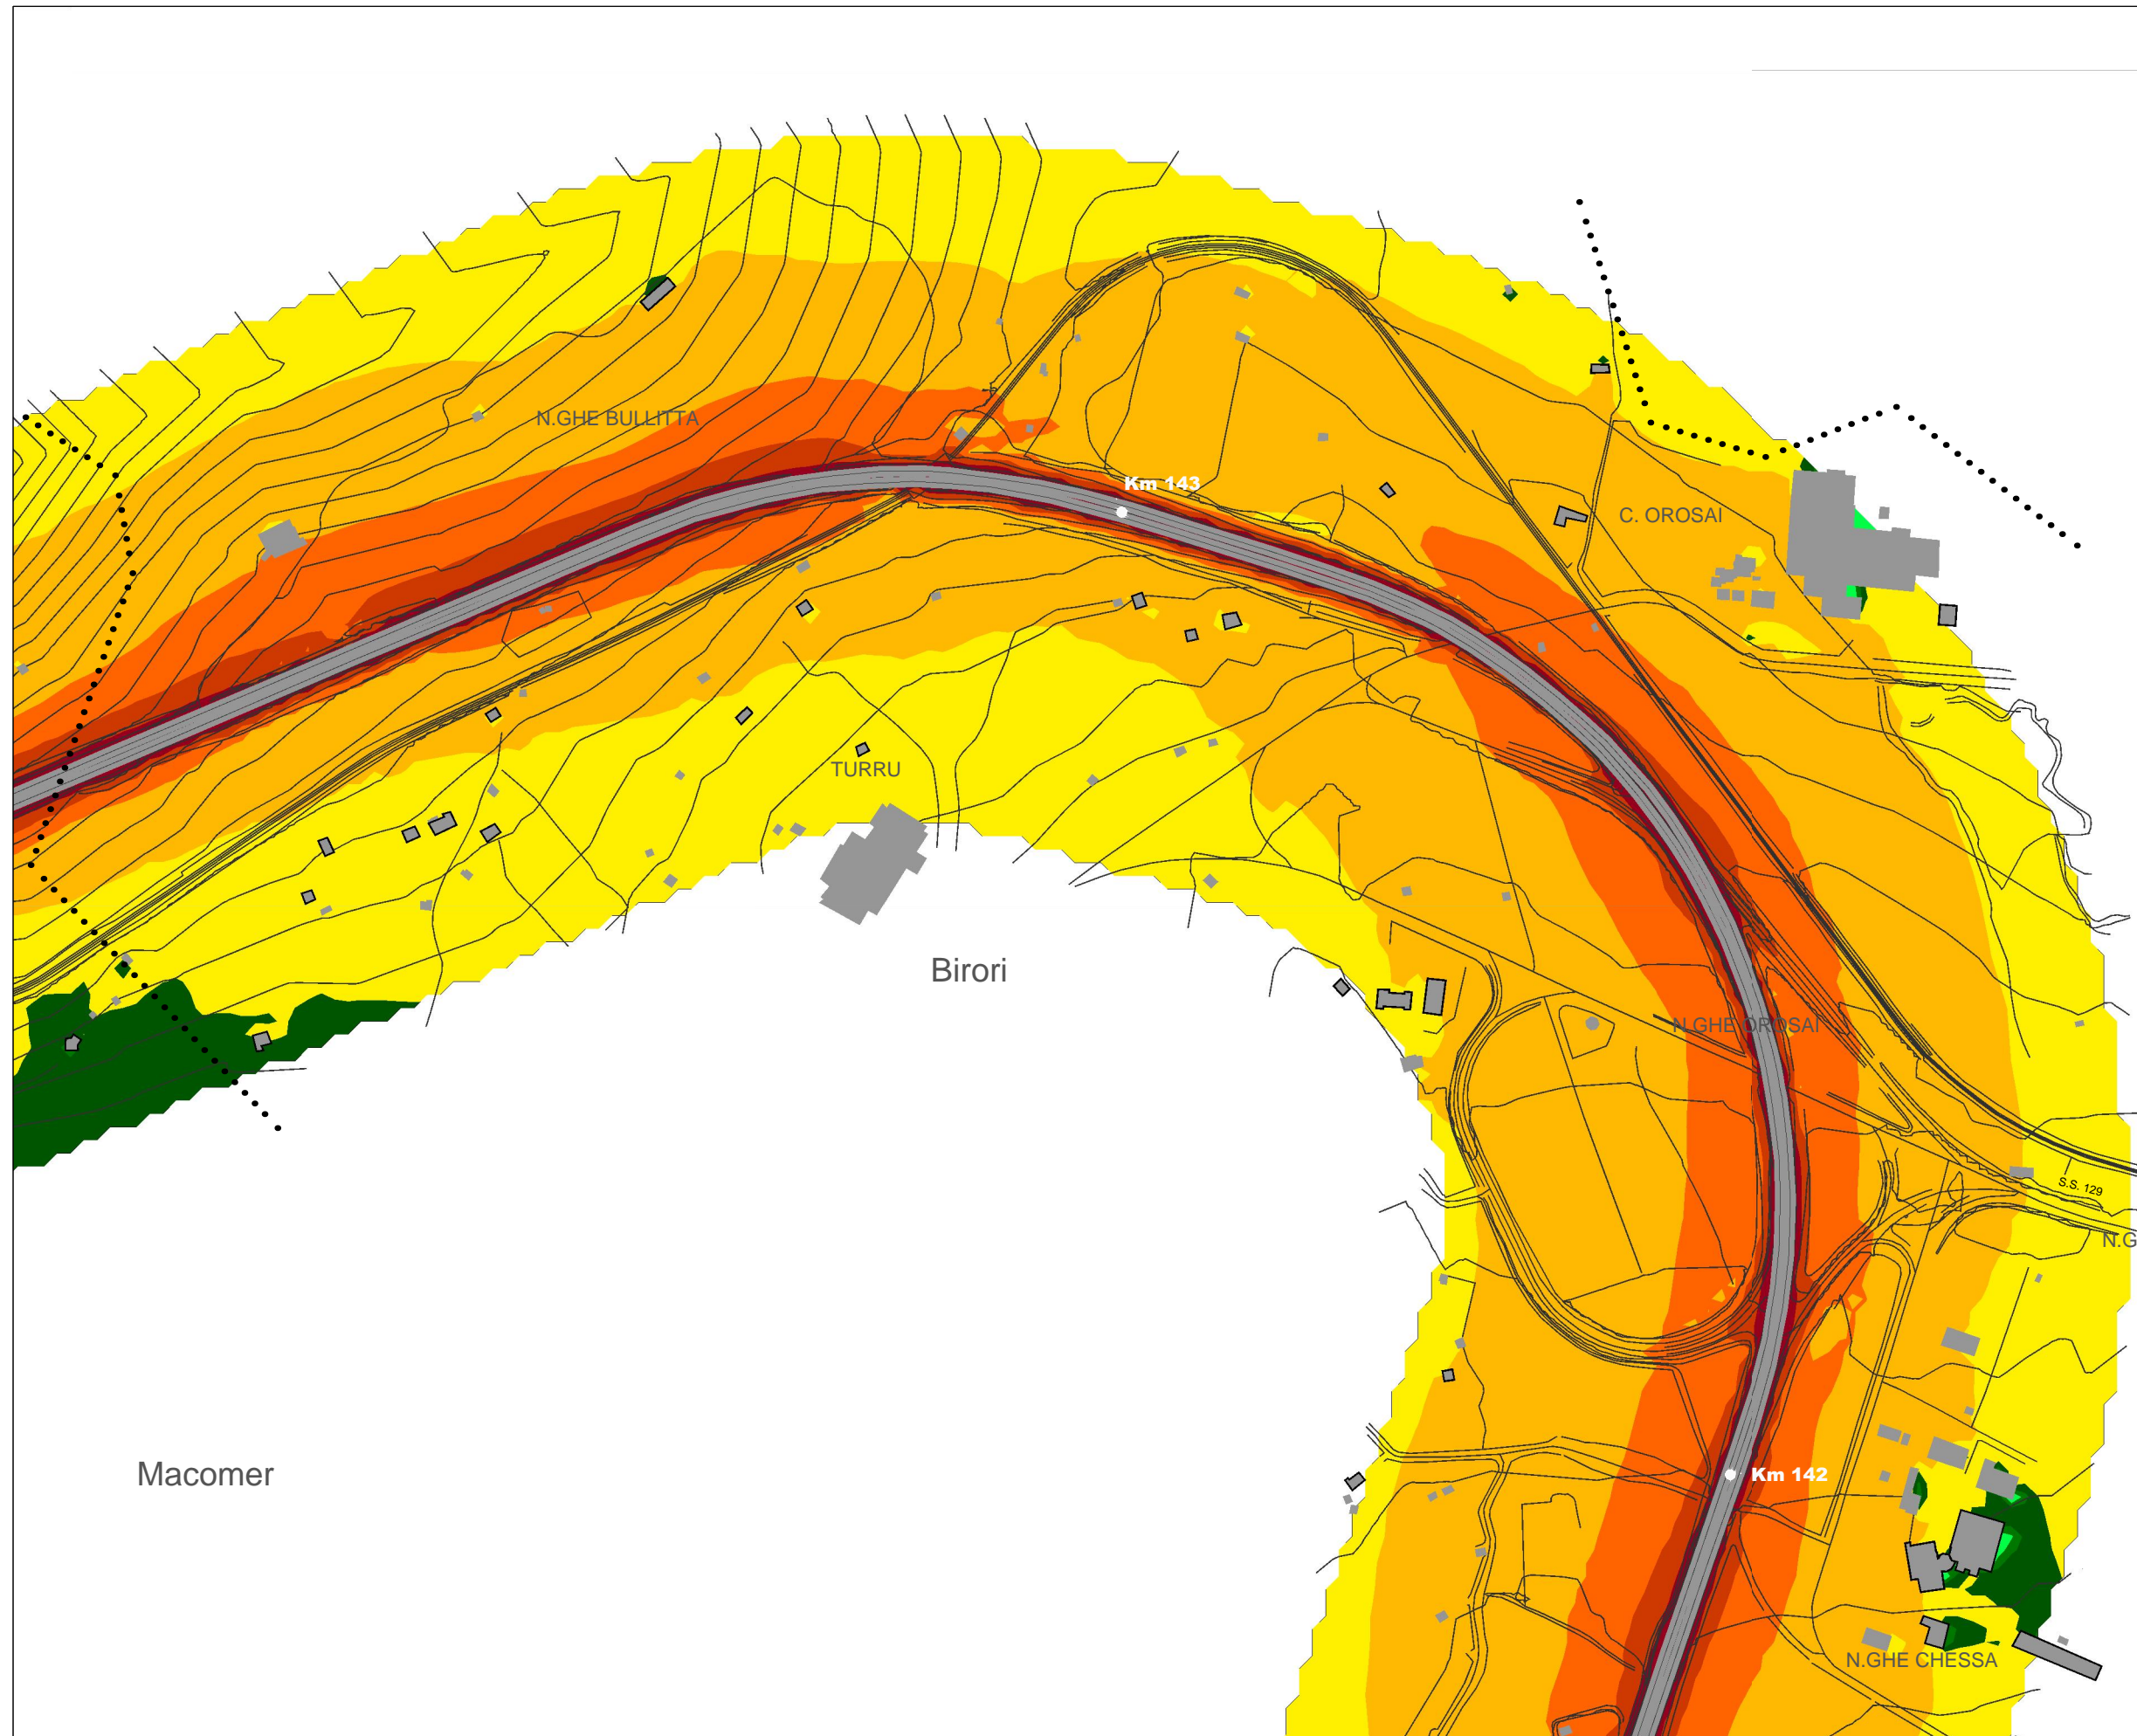 N.GHE BULLITTA
Km 143
C. OROSAI
TURRU
Birori
N.GHE OROSAI
S.S. 129
N.G
Macomer
Km 142
N.GHE CHESSA